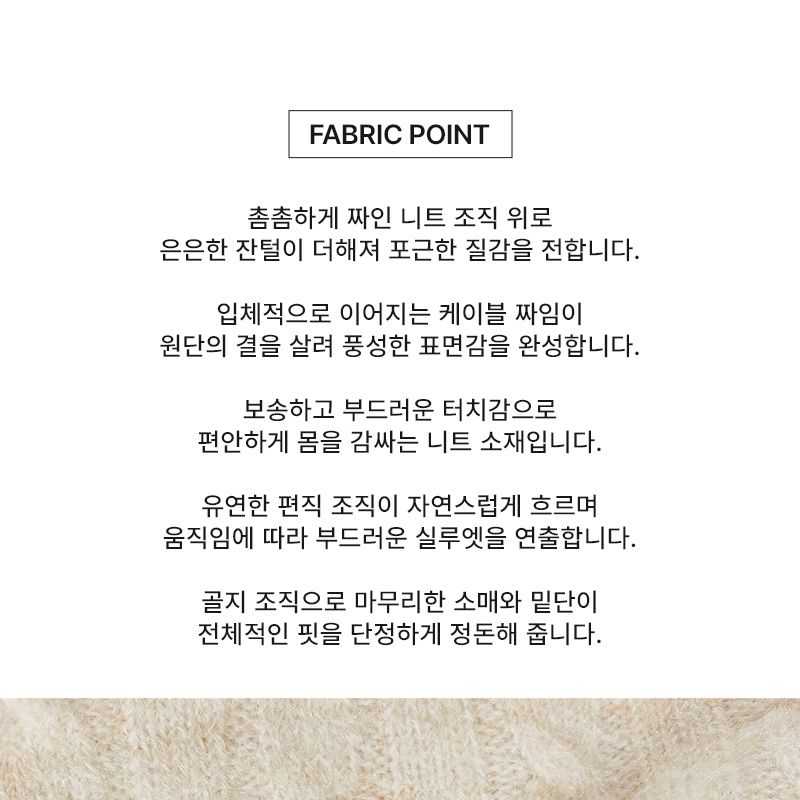 FABRIC POINT
촘촘하게 짜인 니트 조직 위로
은은한 잔털이 더해져 포근한 질감을 전합니다.
입체적으로 이어지는 케이블 짜임이
원단의 결을 살려 풍성한 표면감을 완성합니다.
보송하고 부드러운 터치감으로
편안하게 몸을 감싸는 니트 소재입니다.
유연한 편직 조직이 자연스럽게 흐르며
움직임에 따라 부드러운 실루엣을 연출합니다.
골지 조직으로 마무리한 소매와 밑단이
전체적인 핏을 단정하게 정돈해 줍니다.